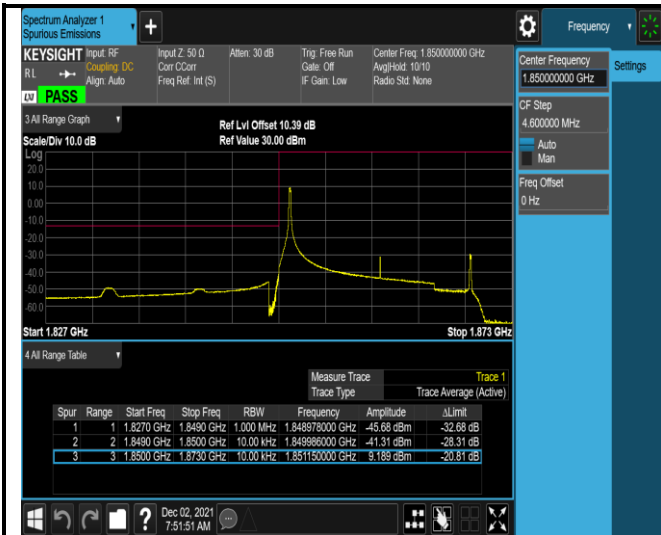 Spectrum Analyzer 1
Spurious Emissions
+
Frequency
KEYSIGHT Input: RF Input Z: 50 Ω Atten: 30 dB Trig: Free Run Center Freq: 1.850000000 GHz
RL Coupling: DC Corr CCorr Gate: Off Avg|Hold: 10/10
Align: Auto Freq Ref: Int (S) IF Gain: Low Radio Std: None
LXI PASS
3 All Range Graph
Ref Lvl Offset 10.39 dB
Scale/Div 10.0 dB Ref Value 30.00 dBm
Log
20.0
10.0
0.00
-10.0
-20.0
-30.0
-40.0
-50.0
-60.0
Start 1.827 GHz Stop 1.873 GHz
4 All Range Table
Measure Trace Trace 1
Trace Type Trace Average (Active)
Spur Range Start Freq Stop Freq RBW Frequency Amplitude ΔLimit
1 1 1.8270 GHz 1.8490 GHz 1.000 MHz 1.848978000 GHz -45.68 dBm -32.68 dB
2 2 1.8490 GHz 1.8500 GHz 10.00 kHz 1.849986000 GHz -41.31 dBm -28.31 dB
3 3 1.8500 GHz 1.8730 GHz 10.00 kHz 1.851150000 GHz 9.189 dBm -20.81 dB
?
Dec 02, 2021
7:51:51 AM
Center Frequency
1.850000000 GHz
Settings
CF Step
4.600000 MHz
Auto
Man
Freq Offset
0 Hz